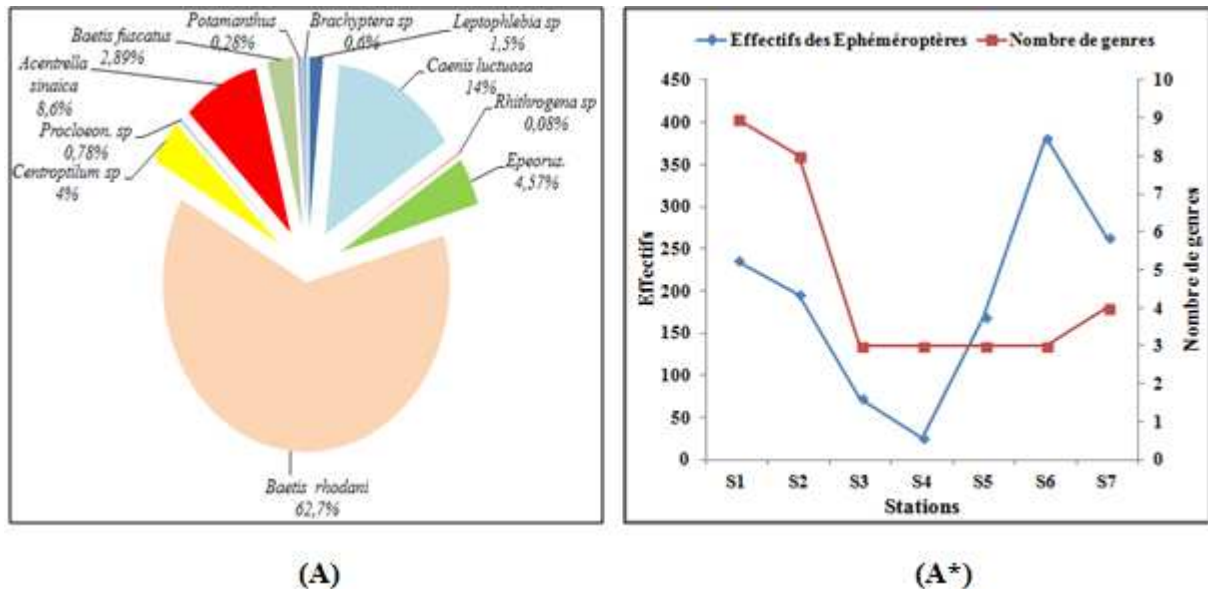 Potamanthus
0,28%
Brachyptera sp
0,6%
Leptophlebia sp
1,5%
Baetis fuscatus
2,89%
Caenis luctuosa
14%
Acentrella
sinaica
8,6%
Rhithrogena sp
0,08%
Procloeon. sp
0,78%
Epeorus.
4,57%
Centroptilum sp
4%
Baetis rhodani
62,7%
(A)
Effectifs des Ephéméroptères
Nombre de genres
Effectifs
450
400
350
300
250
200
150
100
50
0
10
9
8
7
6
5
4
3
2
1
0
Nombre de genres
S1 S2 S3 S4 S5 S6 S7
Stations
(A*)